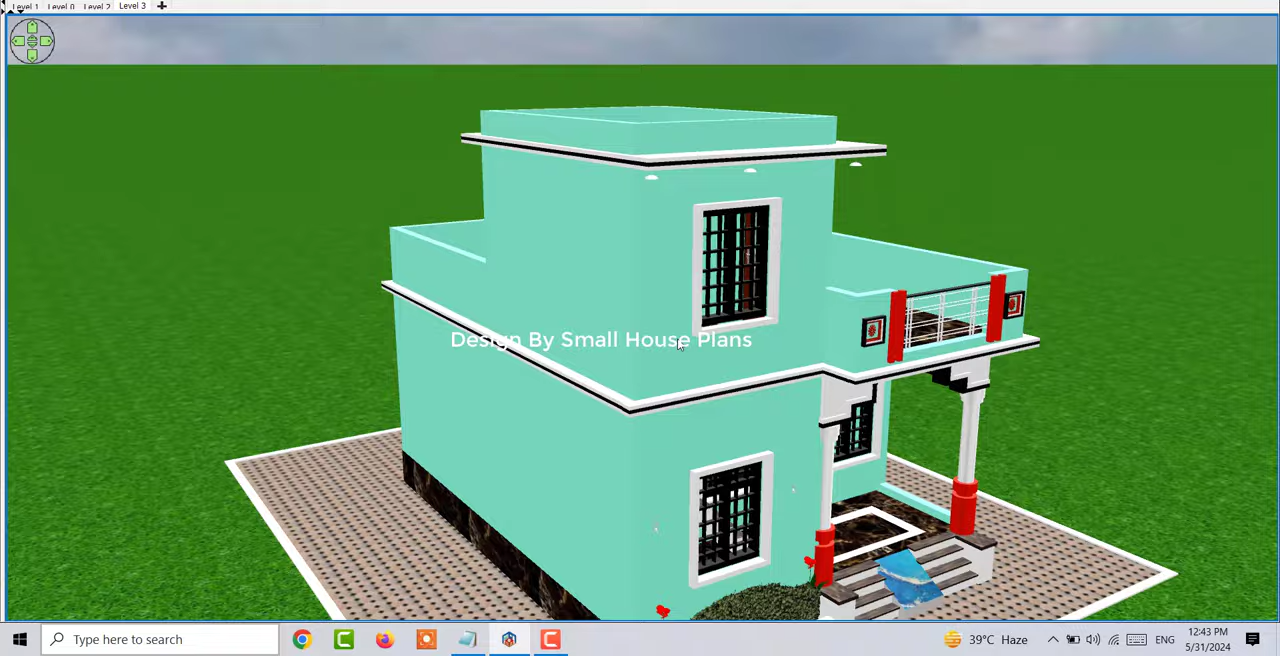 Level 1 Level 0 Level 2 Level 3
Design By Small House Plans
Type here to search
39°C Haze
ENG
12:43 PM
5/31/2024